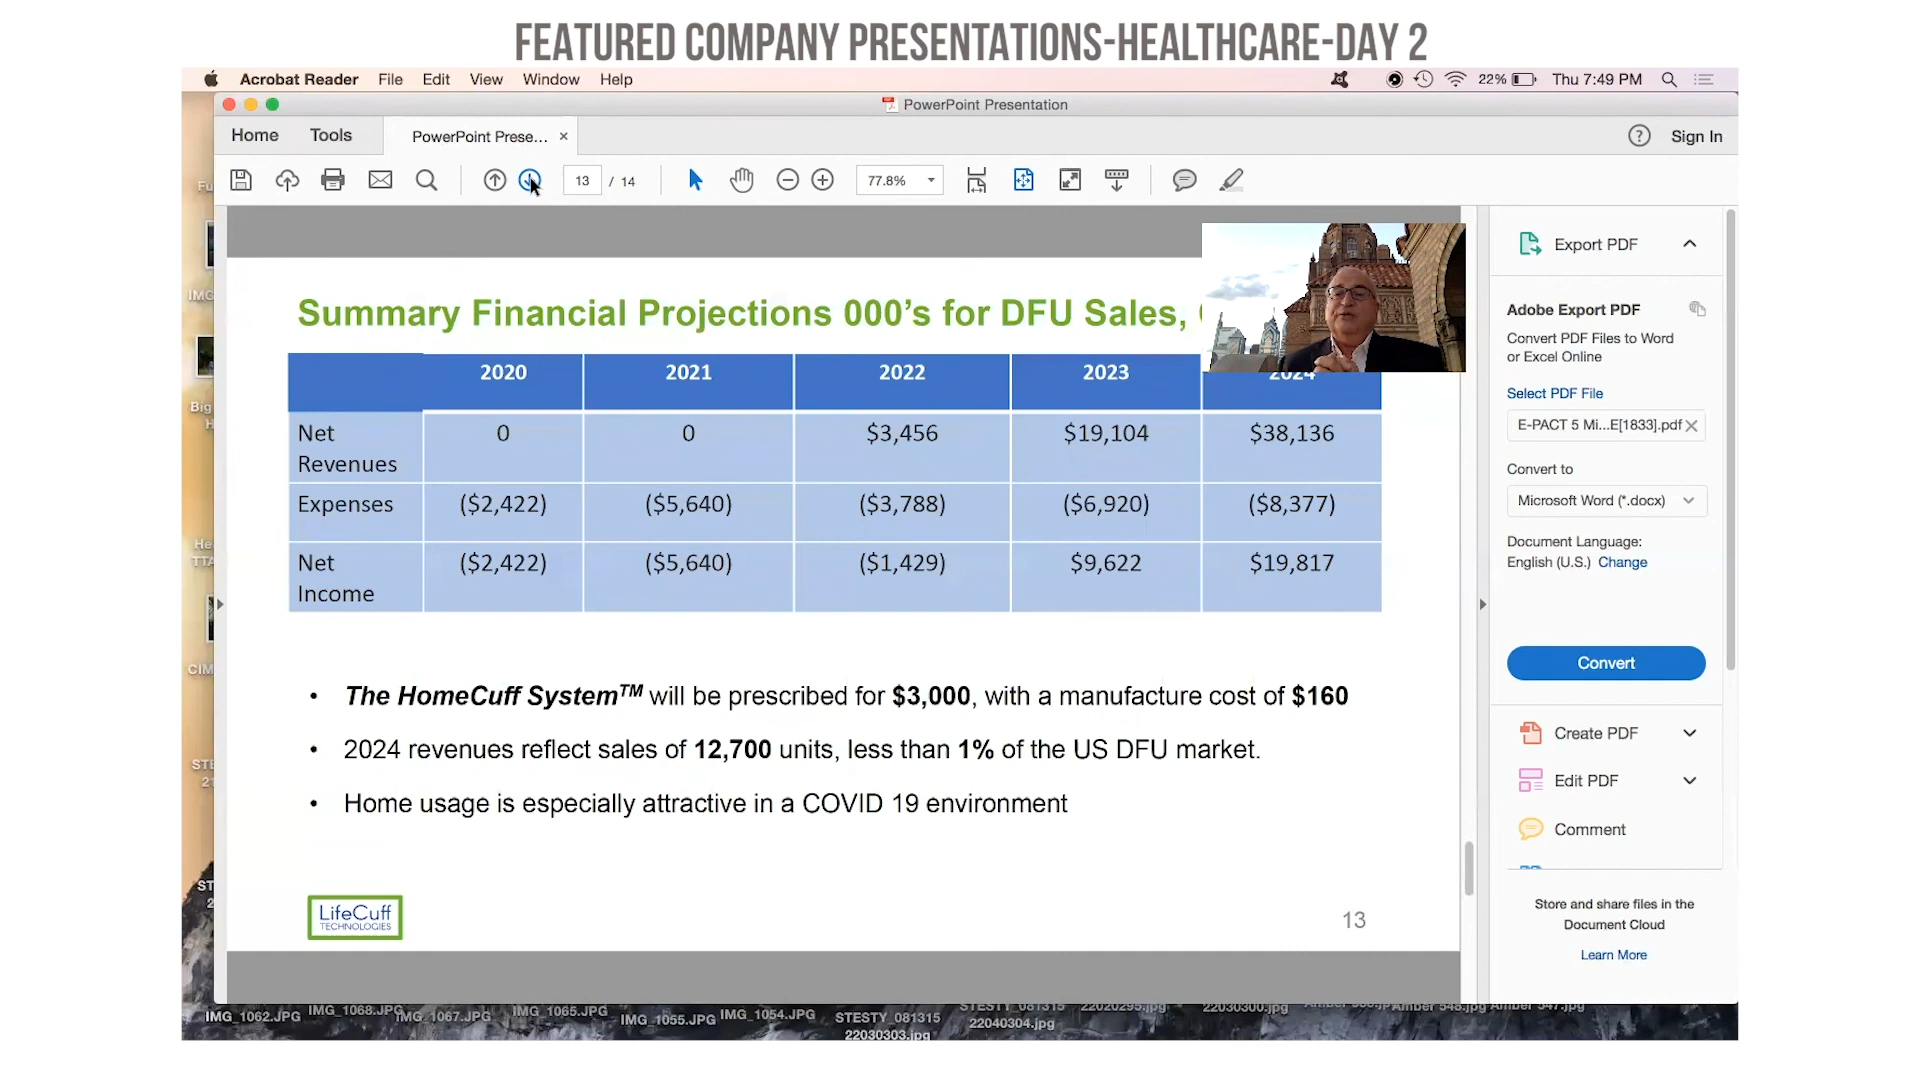 FEATURED COMPANY PRESENTATIONS-HEALTHCARE-DAY 2
Acrobat Reader File Edit View Window Help 22% Thu 7:49 PM
PowerPoint Presentation
Home Tools PowerPoint Prese... × ? Sign In
13 / 14 77.8%
Summary Financial Projections 000's for DFU Sales,
2020 2021 2022 2023 2024
Net Revenues 0 0 $3,456 $19,104 $38,136
Expenses ($2,422) ($5,640) ($3,788) ($6,920) ($8,377)
Net Income ($2,422) ($5,640) ($1,429) $9,622 $19,817
• The HomeCuff System™ will be prescribed for $3,000, with a manufacture cost of $160
• 2024 revenues reflect sales of 12,700 units, less than 1% of the US DFU market.
• Home usage is especially attractive in a COVID 19 environment
LifeCuff
TECHNOLOGIES
13
Export PDF
Adobe Export PDF
Convert PDF Files to Word
or Excel Online
Select PDF File
E-PACT 5 Mi...E[1833].pdf
Convert to
Microsoft Word (*.docx)
Document Language:
English (U.S.) Change
Convert
Create PDF
Edit PDF
Comment
Store and share files in the
Document Cloud
Learn More
IMG_1062.JPG IMG_1068.JPG IMG_1067.JPG IMG_1065.JPG IMG_1055.JPG IMG_1054.JPG STESTY_081315
22030303.jpg
STESTY_081315
22040304.jpg
22020295.jpg 22030300.jpg Amber 548.jpg Amber 547.jpg